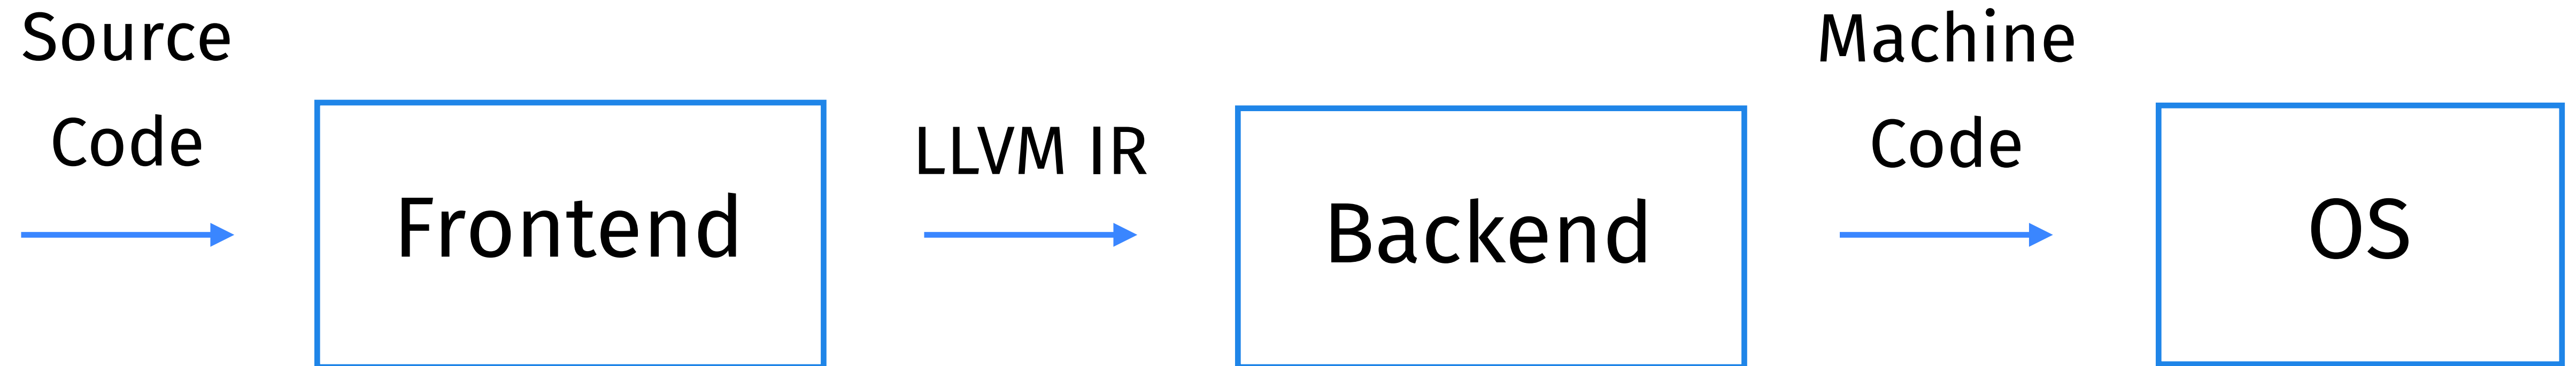 Source
Code
Frontend
LLVM IR
Backend
Machine
Code
OS